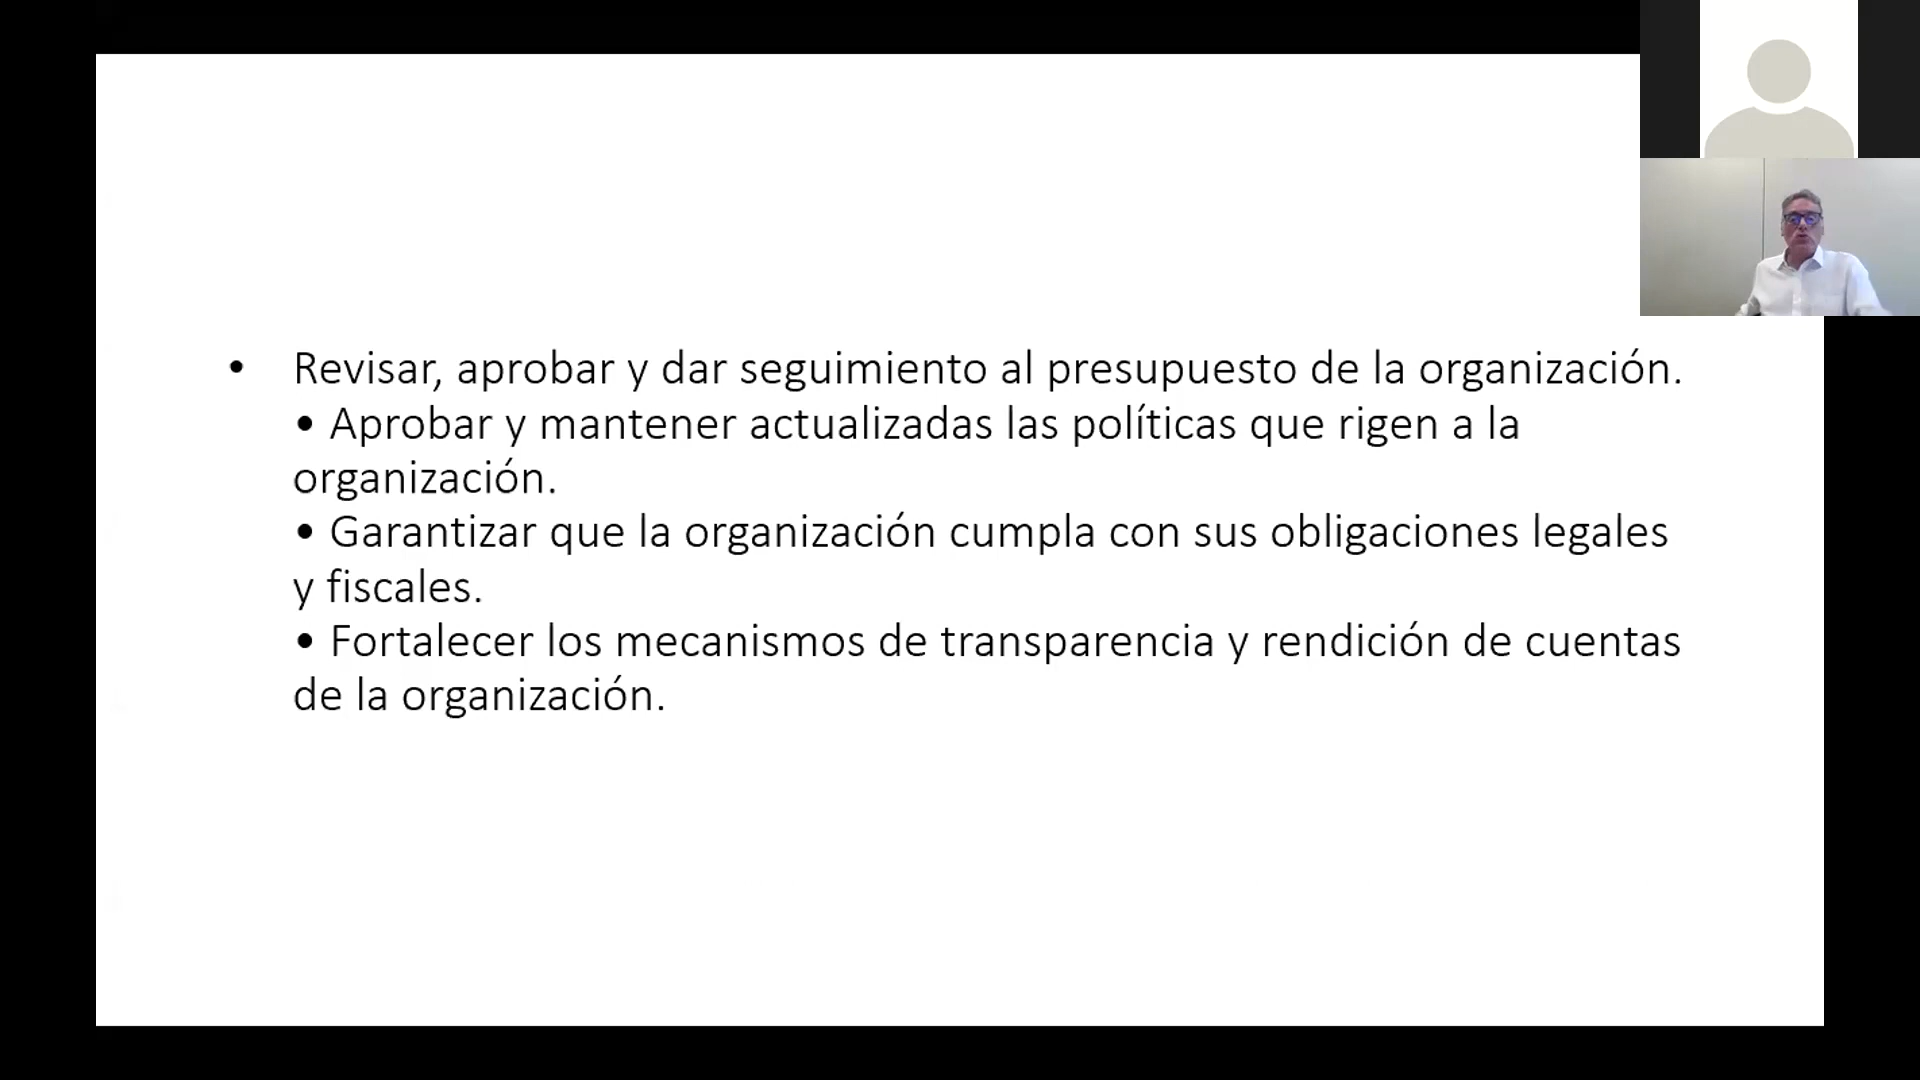 • Revisar, aprobar y dar seguimiento al presupuesto de la organización.
• Aprobar y mantener actualizadas las políticas que rigen a la
organización.
• Garantizar que la organización cumpla con sus obligaciones legales
y fiscales.
• Fortalecer los mecanismos de transparencia y rendición de cuentas
de la organización.